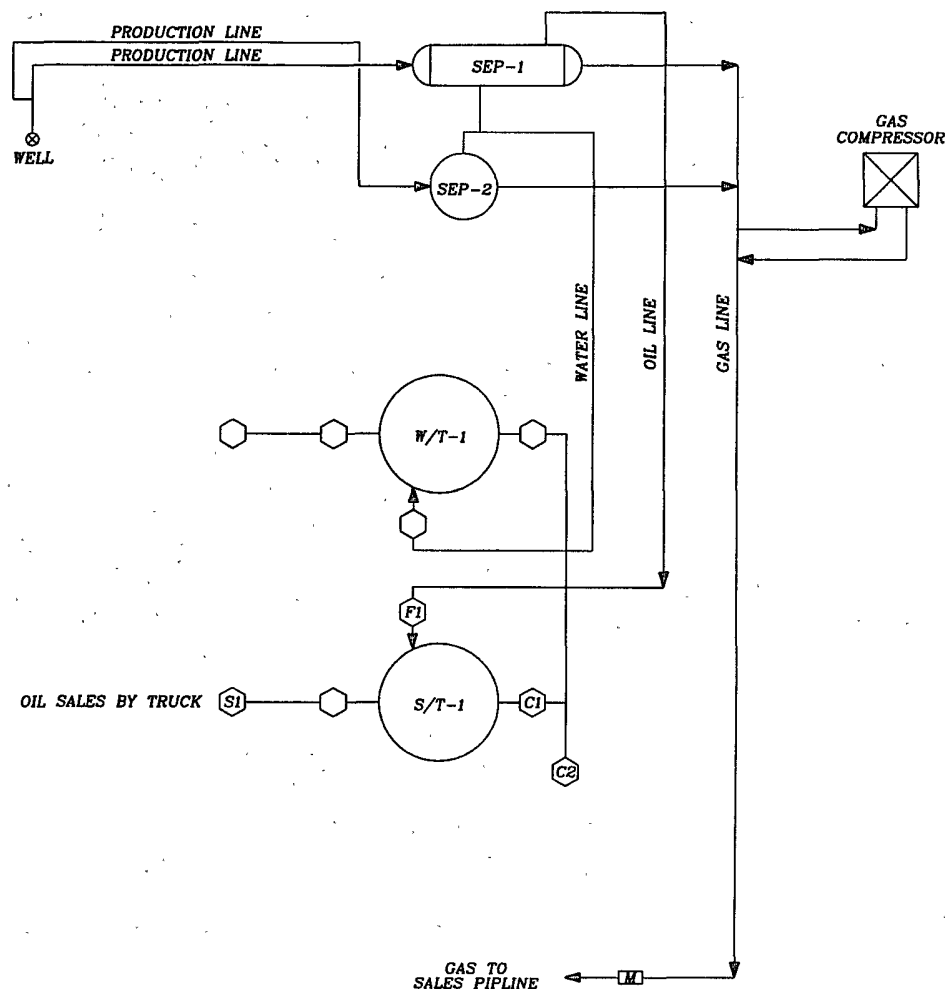 PRODUCTION LINE
PRODUCTION LINE
SEP-1
GAS
COMPRESSOR
WELL
SEP-2
WATER LINE
OIL LINE
GAS LINE
W/T-1
F1
OIL SALES BY TRUCK
S1
S/T-1
C1
C2
GAS TO
SALES PIPLINE
M